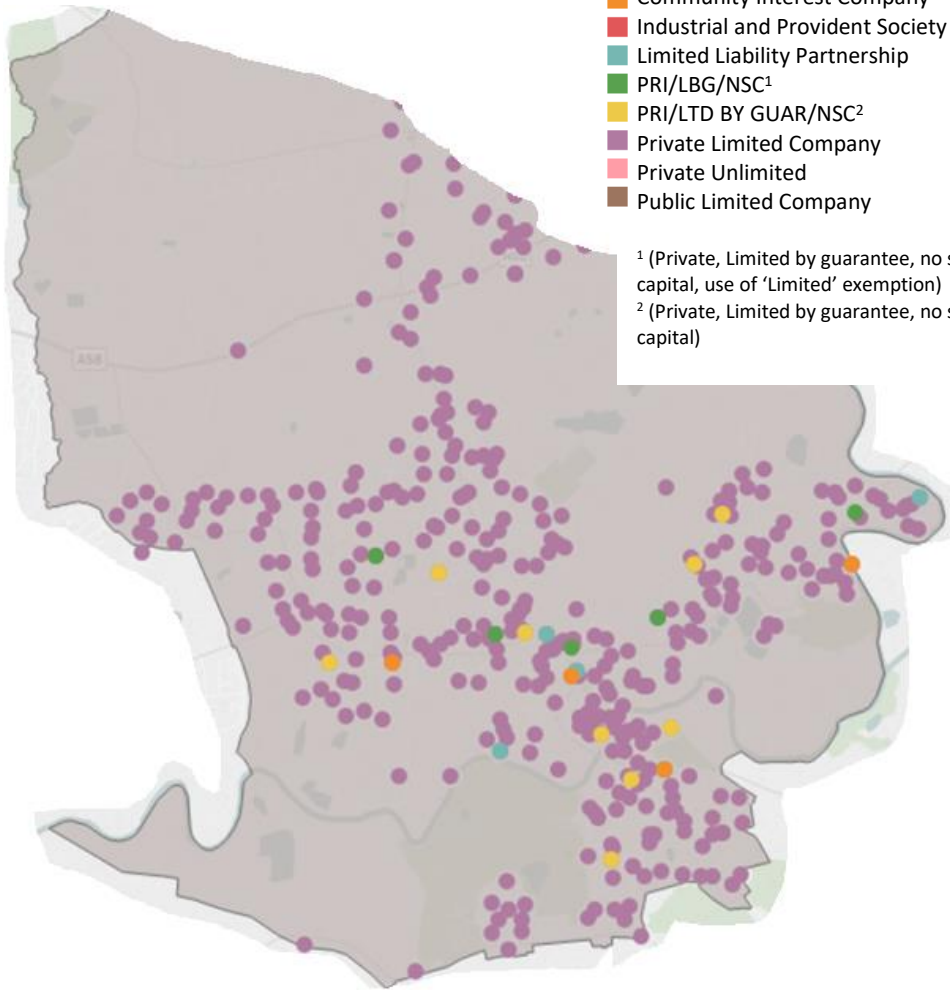 Community Interest Company
Industrial and Provident Society
Limited Liability Partnership
PRI/LBG/NSC¹
PRI/LTD BY GUAR/NSC²
Private Limited Company
Private Unlimited
Public Limited Company
¹ (Private, Limited by guarantee, no s
capital, use of ‘Limited’ exemption)
² (Private, Limited by guarantee, no s
capital)
A58